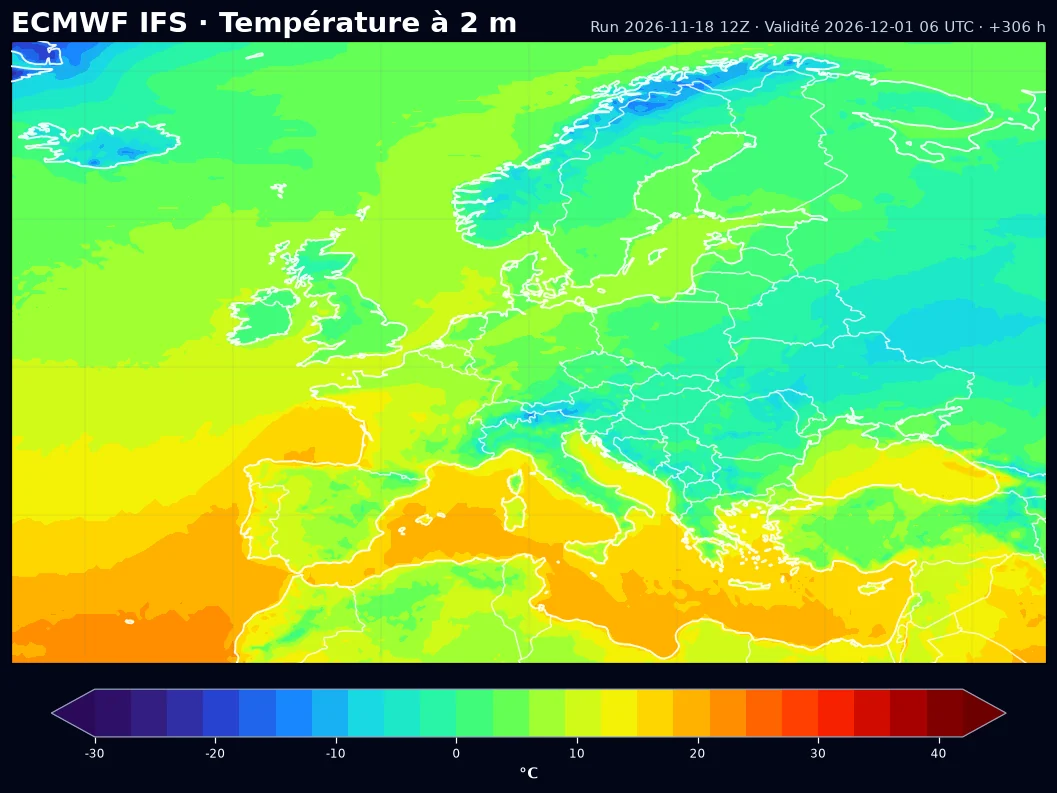 ECMWF IFS · Température à 2 m
Run 2026-11-18 12Z · Validité 2026-12-01 06 UTC · +306 h
-30 -20 -10 0 10 20 30 40
°C